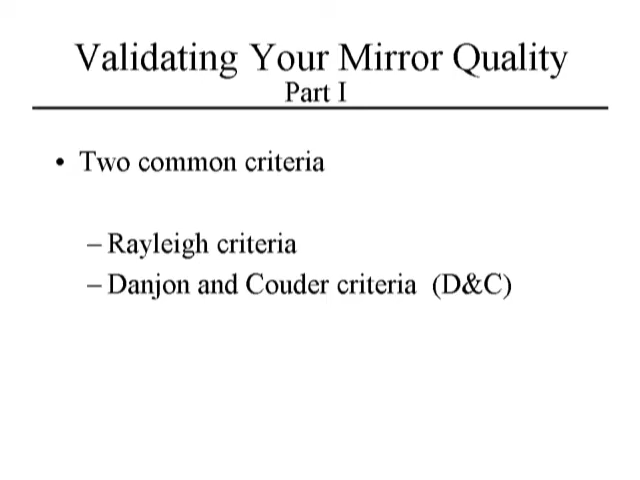 Validating Your Mirror Quality
Part I
• Two common criteria
– Rayleigh criteria
– Danjon and Couder criteria (D&C)